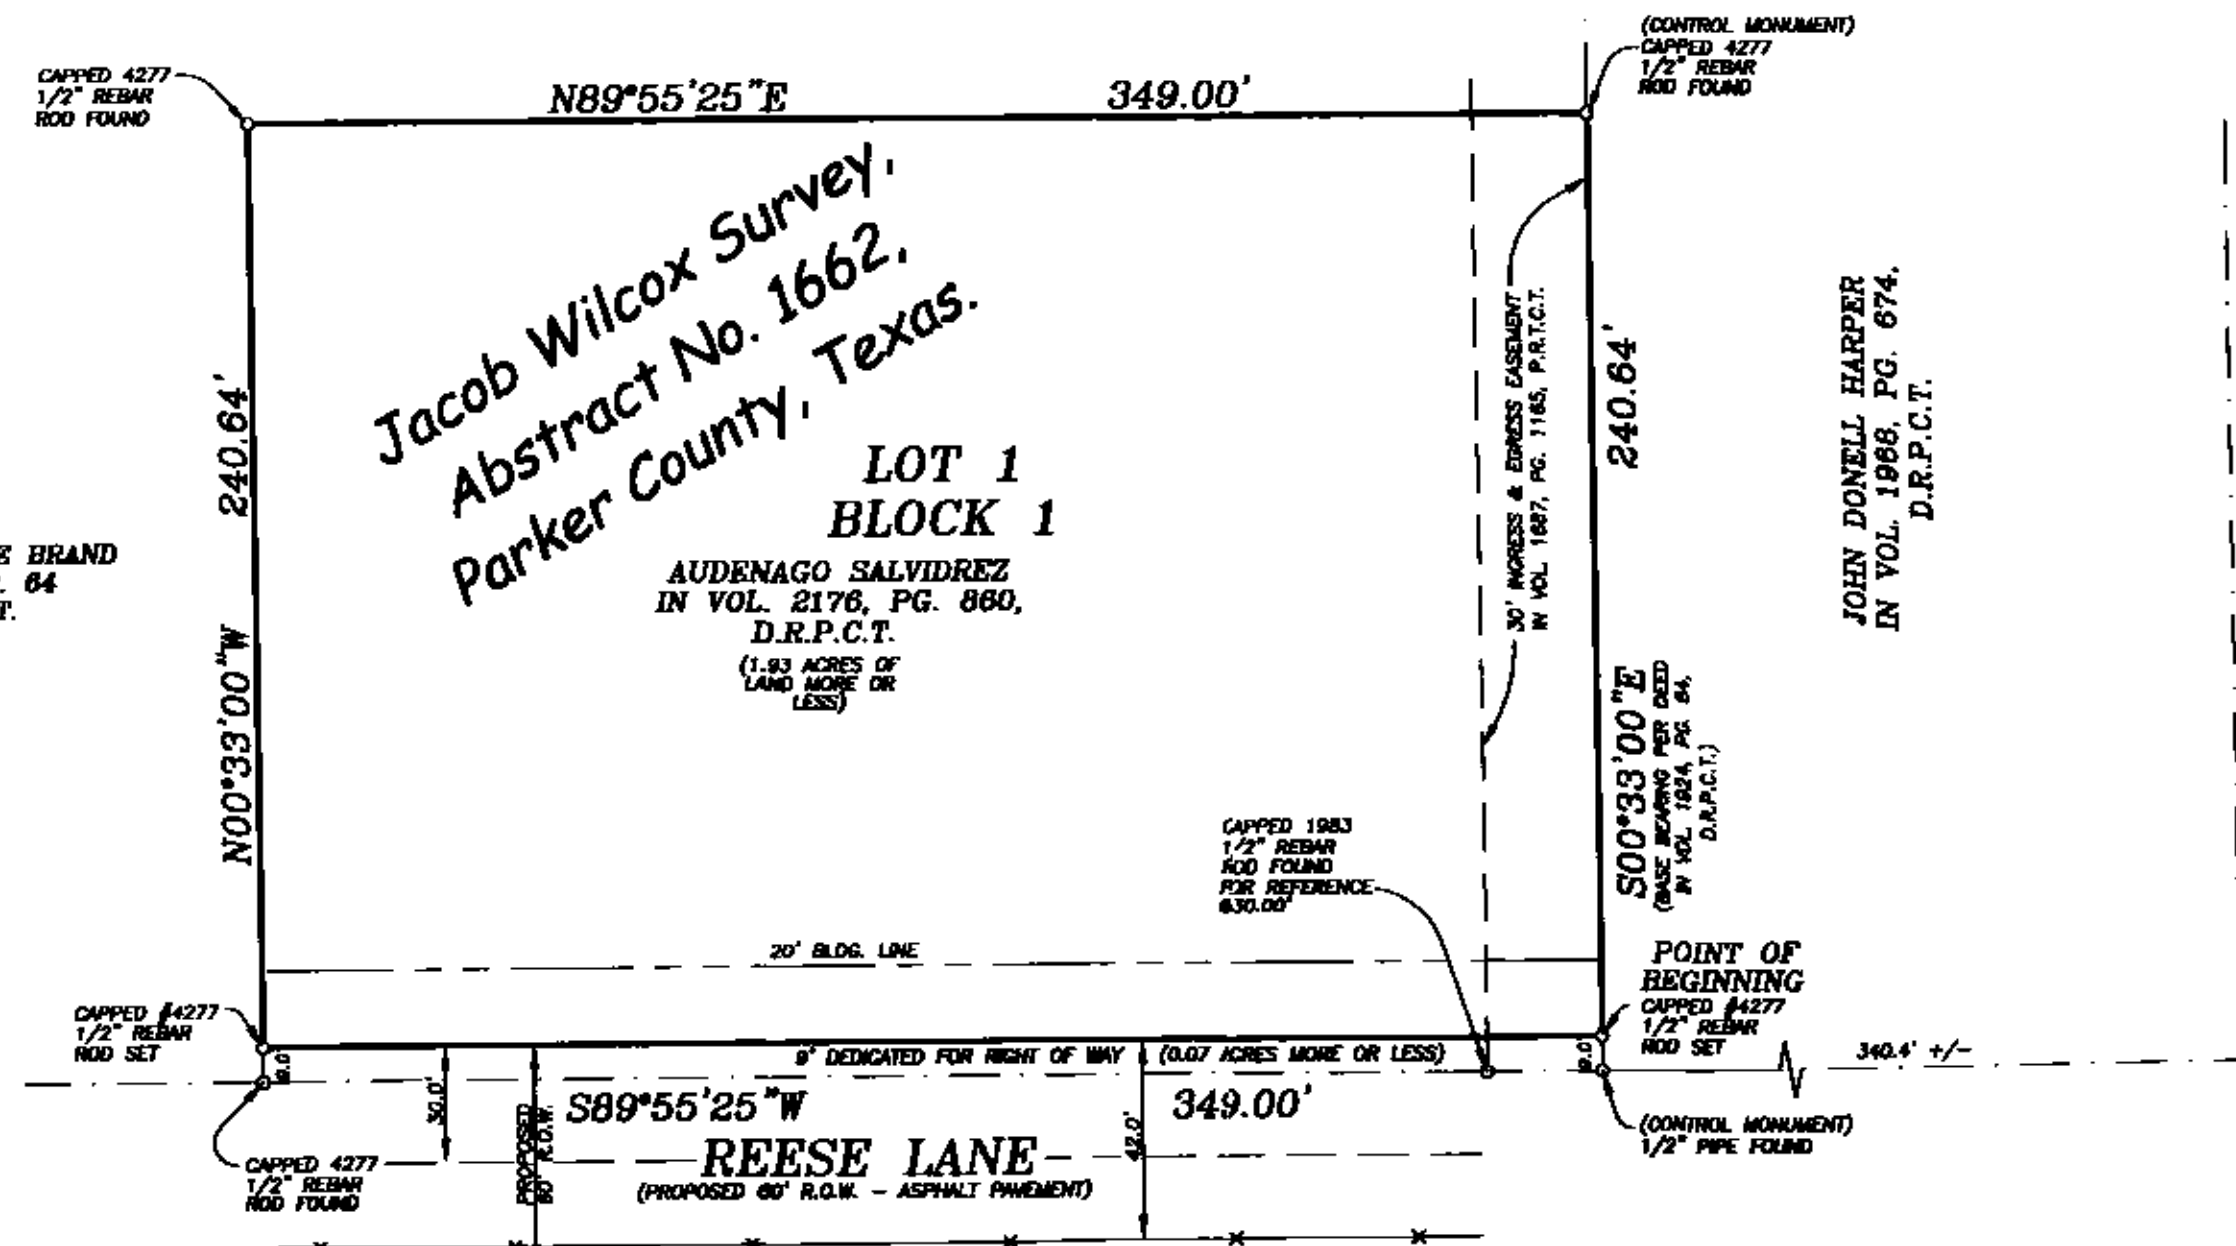 (CONTROL MONUMENT)
CAPPED 4277
1/2" REBAR
ROD FOUND
CAPPED 4277
1/2" REBAR
ROD FOUND
N89°55'25"E 349.00'
Jacob Wilcox Survey,
Abstract No. 1662,
Parker County, Texas.
LOT 1
BLOCK 1
AUDENAGO SALVIDREZ
IN VOL. 2176, PG. 860,
D.R.P.C.T.
(1.93 ACRES OF
LAND MORE OR
LESS)
240.64'
N00°33'00"W
E BRAND
. 64
T.
30' INGRESS & EGRESS EASEMENT
IN VOL. 1687, PG. 1165, P.R.T.C.T.
240.64'
S00°33'00"E
(BASE BEARING PER DEED
IN VOL. 1924, PG. 64,
D.R.P.C.T.)
JOHN DONELL HARPER
IN VOL. 1988, PG. 674,
D.R.P.C.T.
CAPPED 1983
1/2" REBAR
ROD FOUND
FOR REFERENCE
@30.00'
20' BLDG. LINE
POINT OF
BEGINNING
CAPPED #4277
1/2" REBAR
ROD SET
CAPPED #4277
1/2" REBAR
ROD SET
9.0'
9' DEDICATED FOR RIGHT OF WAY (0.07 ACRES MORE OR LESS)
9.0'
340.4' +/-
S89°55'25"W 349.00'
30.0'
PROPOSED
60' R.O.W.
42.0'
REESE LANE
(PROPOSED 60' R.O.W. - ASPHALT PAVEMENT)
CAPPED 4277
1/2" REBAR
ROD FOUND
(CONTROL MONUMENT)
1/2" PIPE FOUND